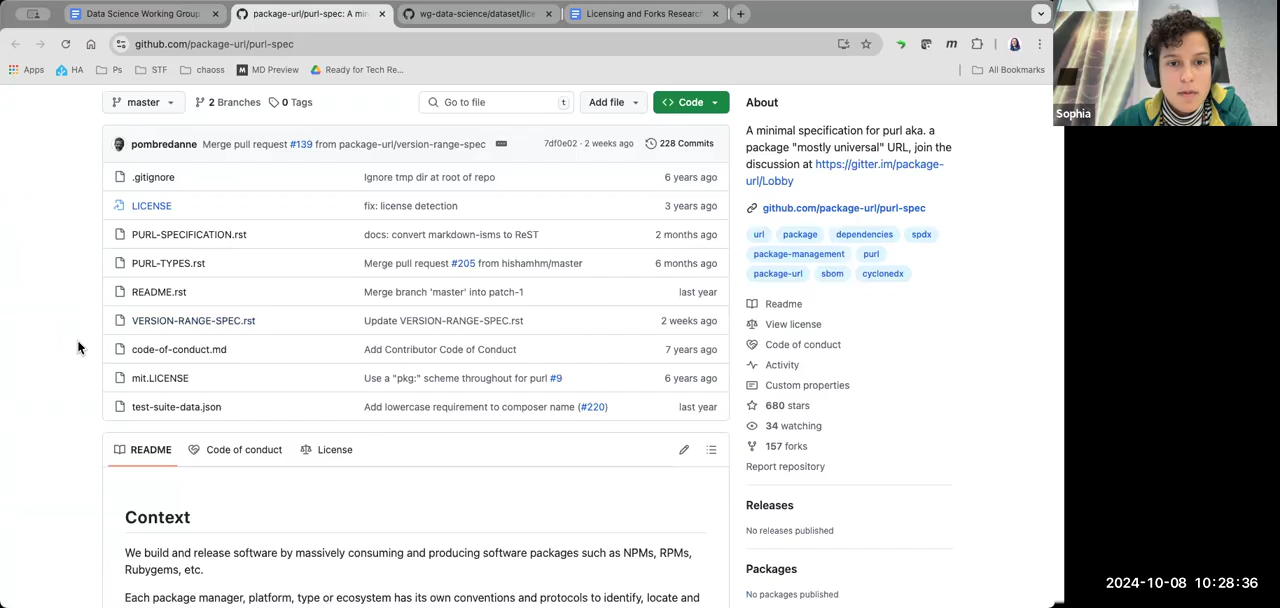 Data Science Working Group
package-url/purl-spec: A mi
wg-data-science/dataset/lice
Licensing and Forks Researc
github.com/package-url/purl-spec
Apps
HA
Ps
STF
chaoss
MD Preview
Ready for Tech Re...
All Bookmarks
Sophia
master
2 Branches
0 Tags
Go to file
t
Add file
Code
pombredanne Merge pull request #139 from package-url/version-range-spec
7df0e02 · 2 weeks ago
228 Commits
.gitignore Ignore tmp dir at root of repo 6 years ago
LICENSE fix: license detection 3 years ago
PURL-SPECIFICATION.rst docs: convert markdown-isms to ReST 2 months ago
PURL-TYPES.rst Merge pull request #205 from hishamhm/master 6 months ago
README.rst Merge branch 'master' into patch-1 last year
VERSION-RANGE-SPEC.rst Update VERSION-RANGE-SPEC.rst 2 weeks ago
code-of-conduct.md Add Contributor Code of Conduct 7 years ago
mit.LICENSE Use a "pkg:" scheme throughout for purl #9 6 years ago
test-suite-data.json Add lowercase requirement to composer name (#220) last year
README
Code of conduct
License
Context
We build and release software by massively consuming and producing software packages such as NPMs, RPMs,
Rubygems, etc.
Each package manager, platform, type or ecosystem has its own conventions and protocols to identify, locate and
About
A minimal specification for purl aka. a
package "mostly universal" URL, join the
discussion at https://gitter.im/package-
url/Lobby
github.com/package-url/purl-spec
url package dependencies spdx
package-management purl
package-url sbom cyclonedx
Readme
View license
Code of conduct
Activity
Custom properties
680 stars
34 watching
157 forks
Report repository
Releases
No releases published
Packages
No packages published
2024-10-08 10:28:36